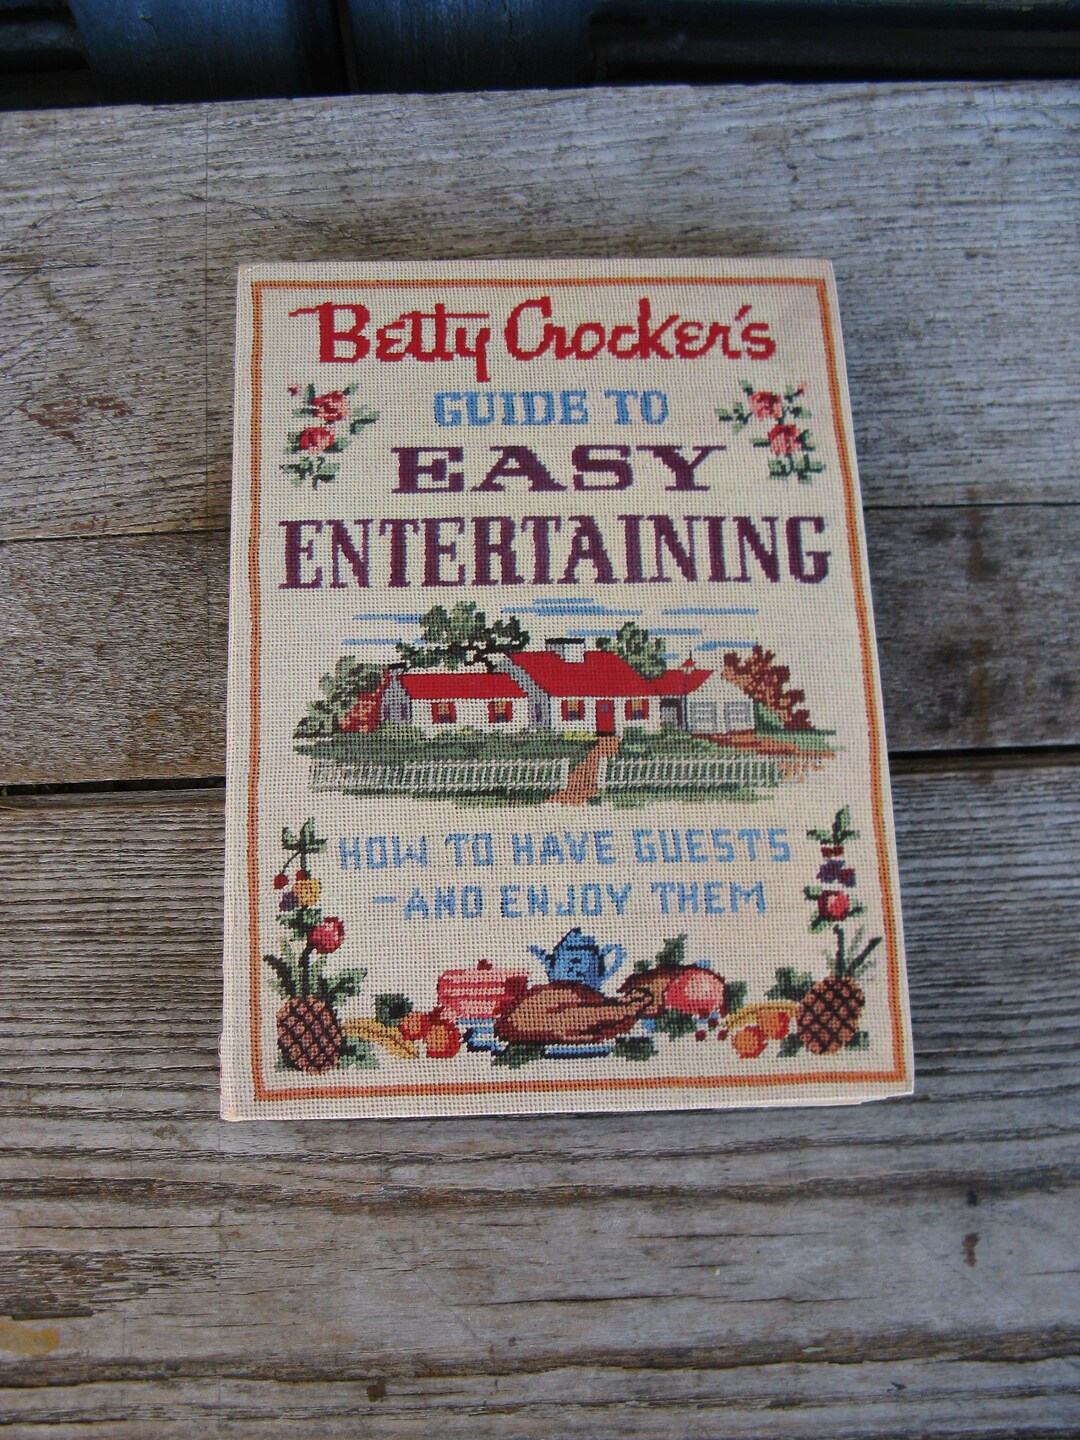 Betty Crocker's
GUIDE TO
EASY
ENTERTAINING
HOW TO HAVE GUESTS
-AND ENJOY THEM